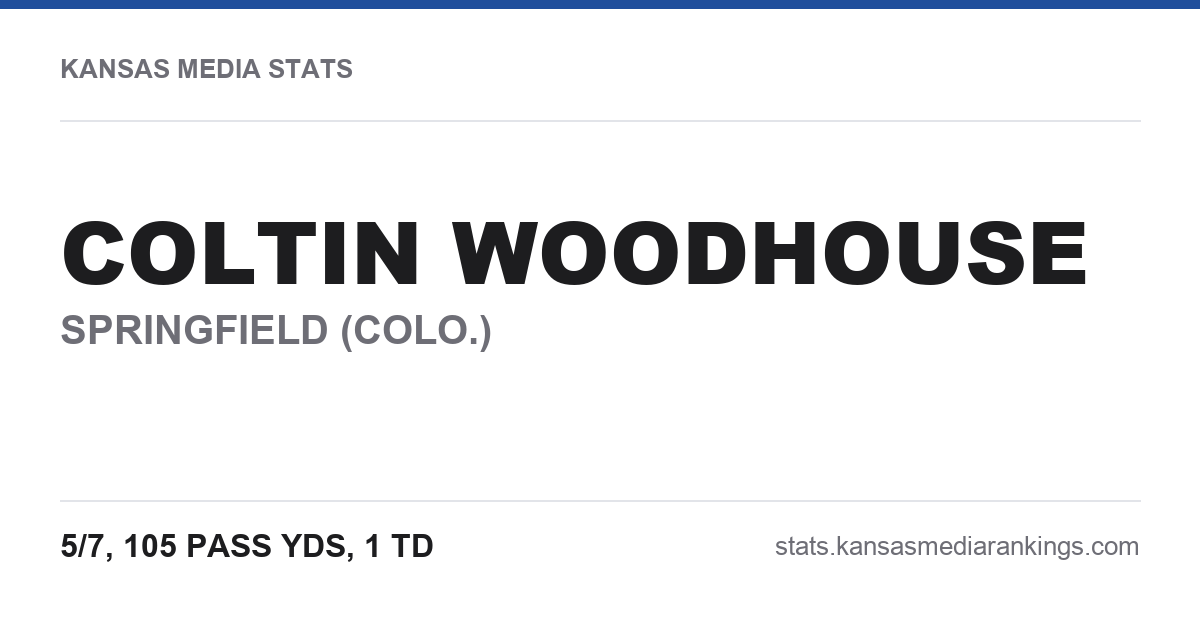 KANSAS MEDIA STATS
COLTIN WOODHOUSE
SPRINGFIELD (COLO.)
5/7, 105 PASS YDS, 1 TD
stats.kansasmediarankings.com